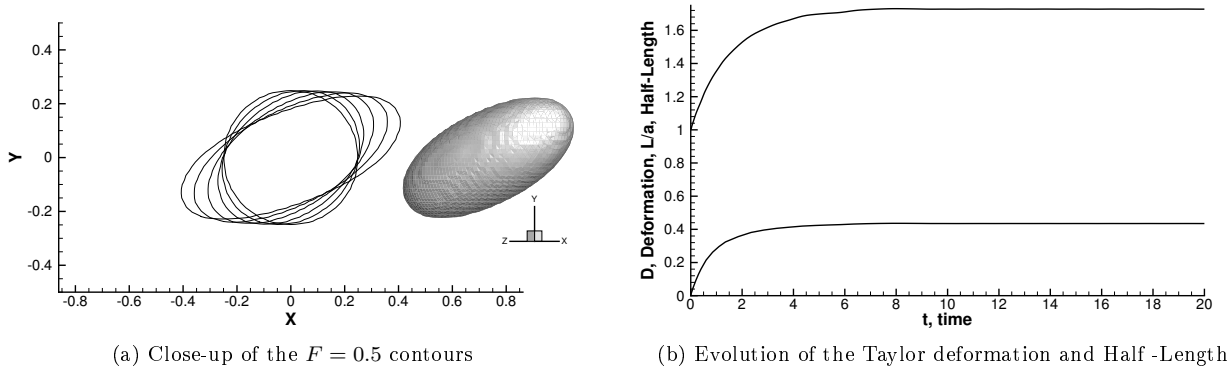 Y
0.4
0.2
0
-0.2
-0.4
-0.8 -0.6 -0.4 -0.2 0 0.2 0.4 0.6 0.8
X
Y
Z X
(a) Close-up of the F = 0.5 contours
D, Deformation, L/a, Half-Length
1.6
1.4
1.2
1
0.8
0.6
0.4
0.2
0
0 2 4 6 8 10 12 14 16 18 20
t, time
(b) Evolution of the Taylor deformation and Half -Length